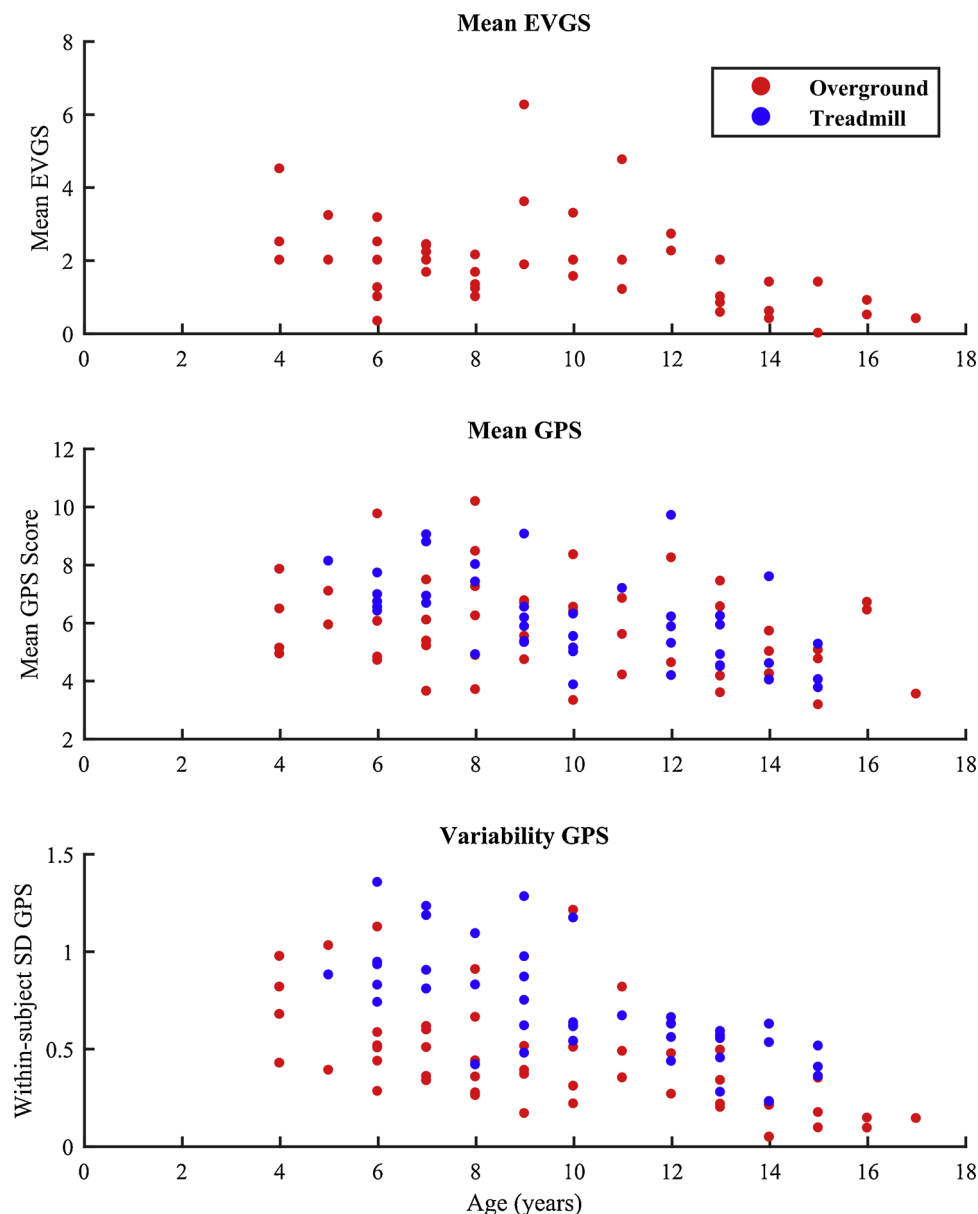 Mean EVGS
Mean EVGS
8
6
4
2
0
Overground
Treadmill
0 2 4 6 8 10 12 14 16 18
Mean GPS
Mean GPS Score
12
10
8
6
4
2
0 2 4 6 8 10 12 14 16 18
Variability GPS
Within-subject SD GPS
1.5
1
0.5
0
0 2 4 6 8 10 12 14 16 18
Age (years)